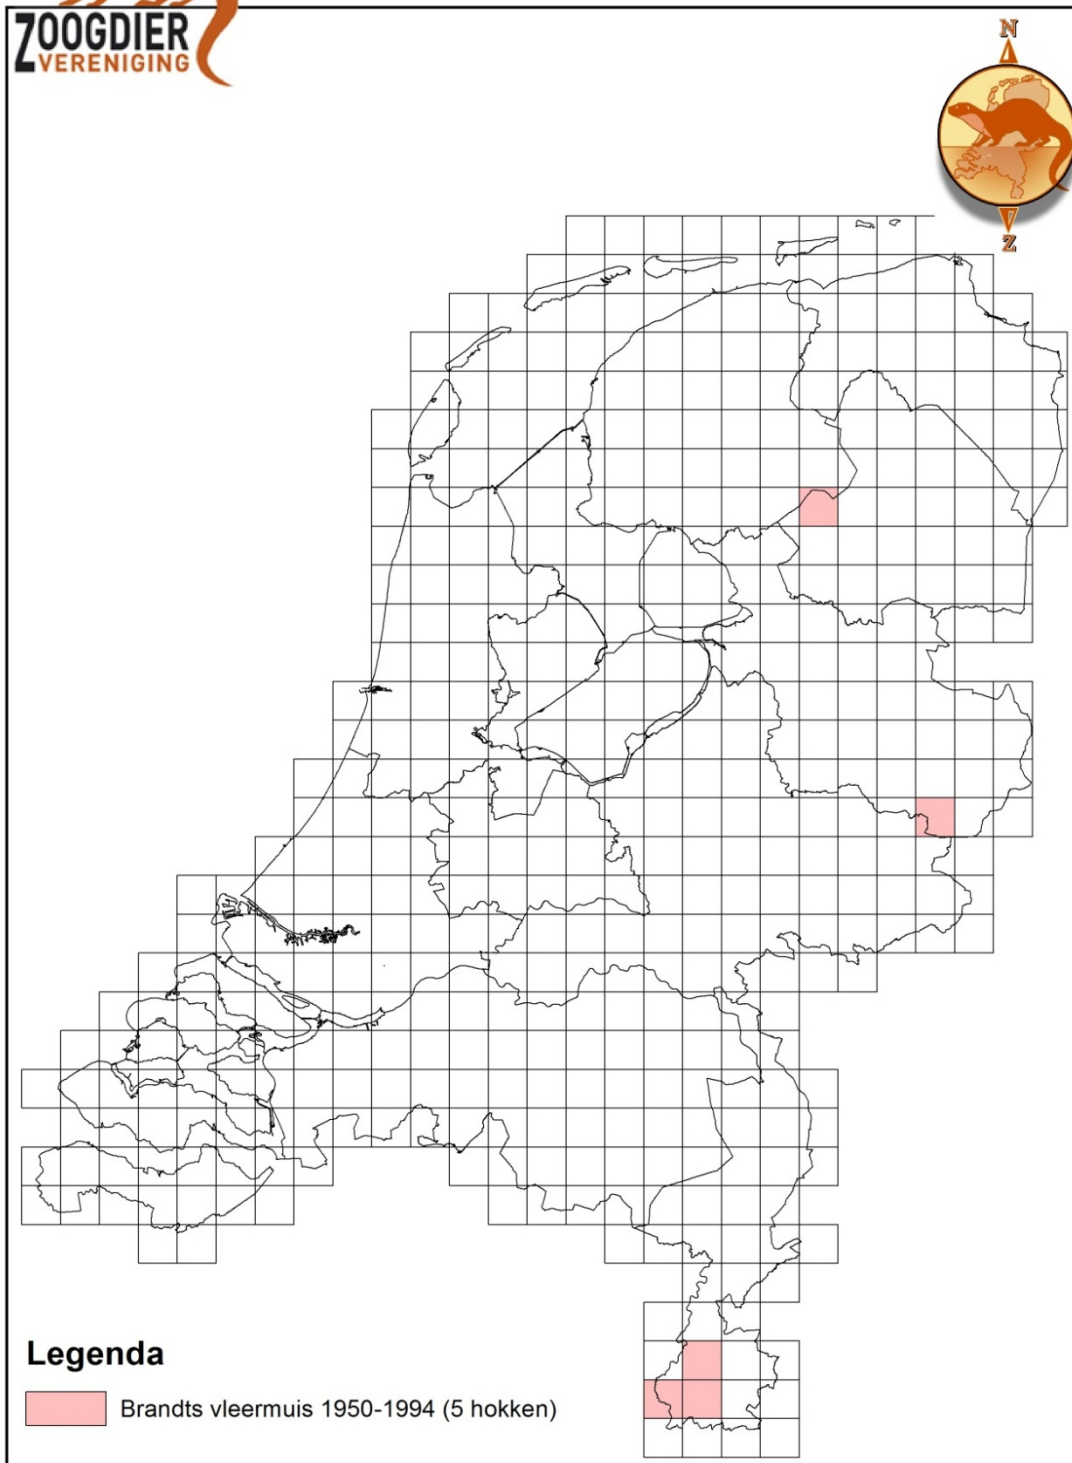 ZOOGDIER
VERENIGING
N
Z
Legenda
Brandts vleermuis 1950-1994 (5 hokken)